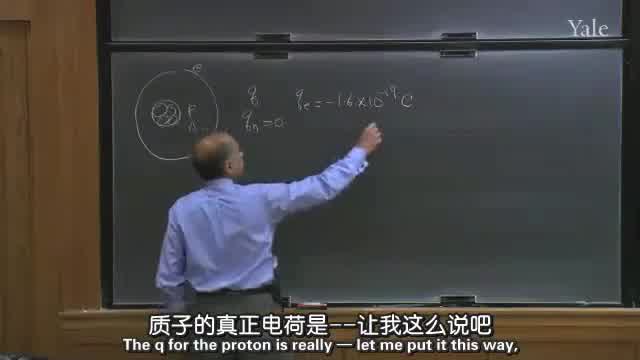 Yale
e
q q_e = -1.6×10^-19 C
P
n q_n = 0
质子的真正电荷是--让我这么说吧
The q for the proton is really — let me put it this way,